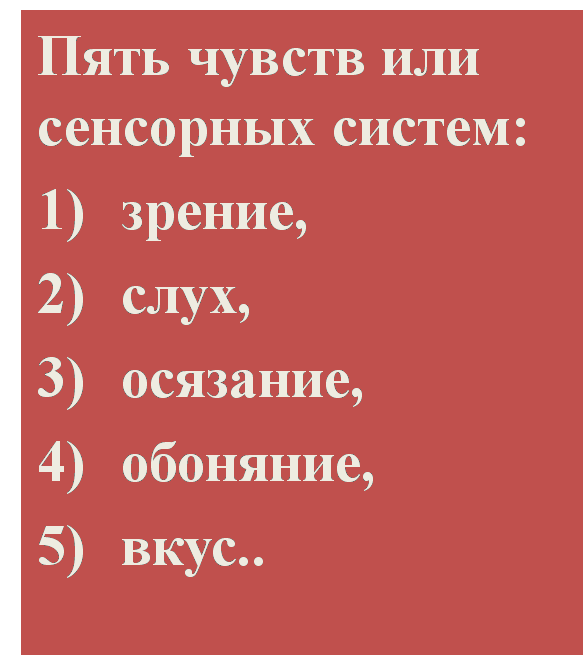 Пять чувств или
сенсорных систем:
1) зрение,
2) слух,
3) осязание,
4) обоняние,
5) вкус..